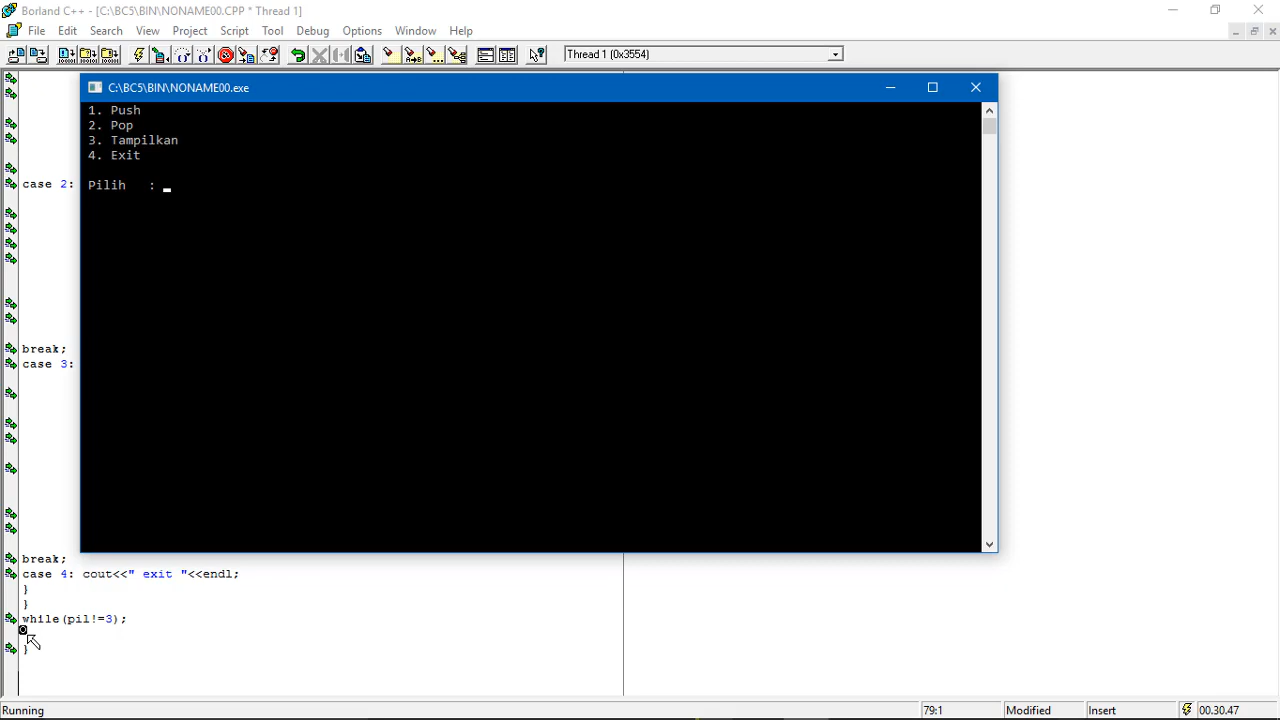 Borland C++ - [C:\BC5\BIN\NONAME00.CPP * Thread 1]
File Edit Search View Project Script Tool Debug Options Window Help
Thread 1 (0x3554)
C:\BC5\BIN\NONAME00.exe
1. Push
2. Pop
3. Tampilkan
4. Exit
Pilih   :
case 2:
break;
case 3:
break;
case 4: cout<<" exit "<<endl;
}
}
while(pil!=3);
}
Running 79:1 Modified Insert 00.30.47